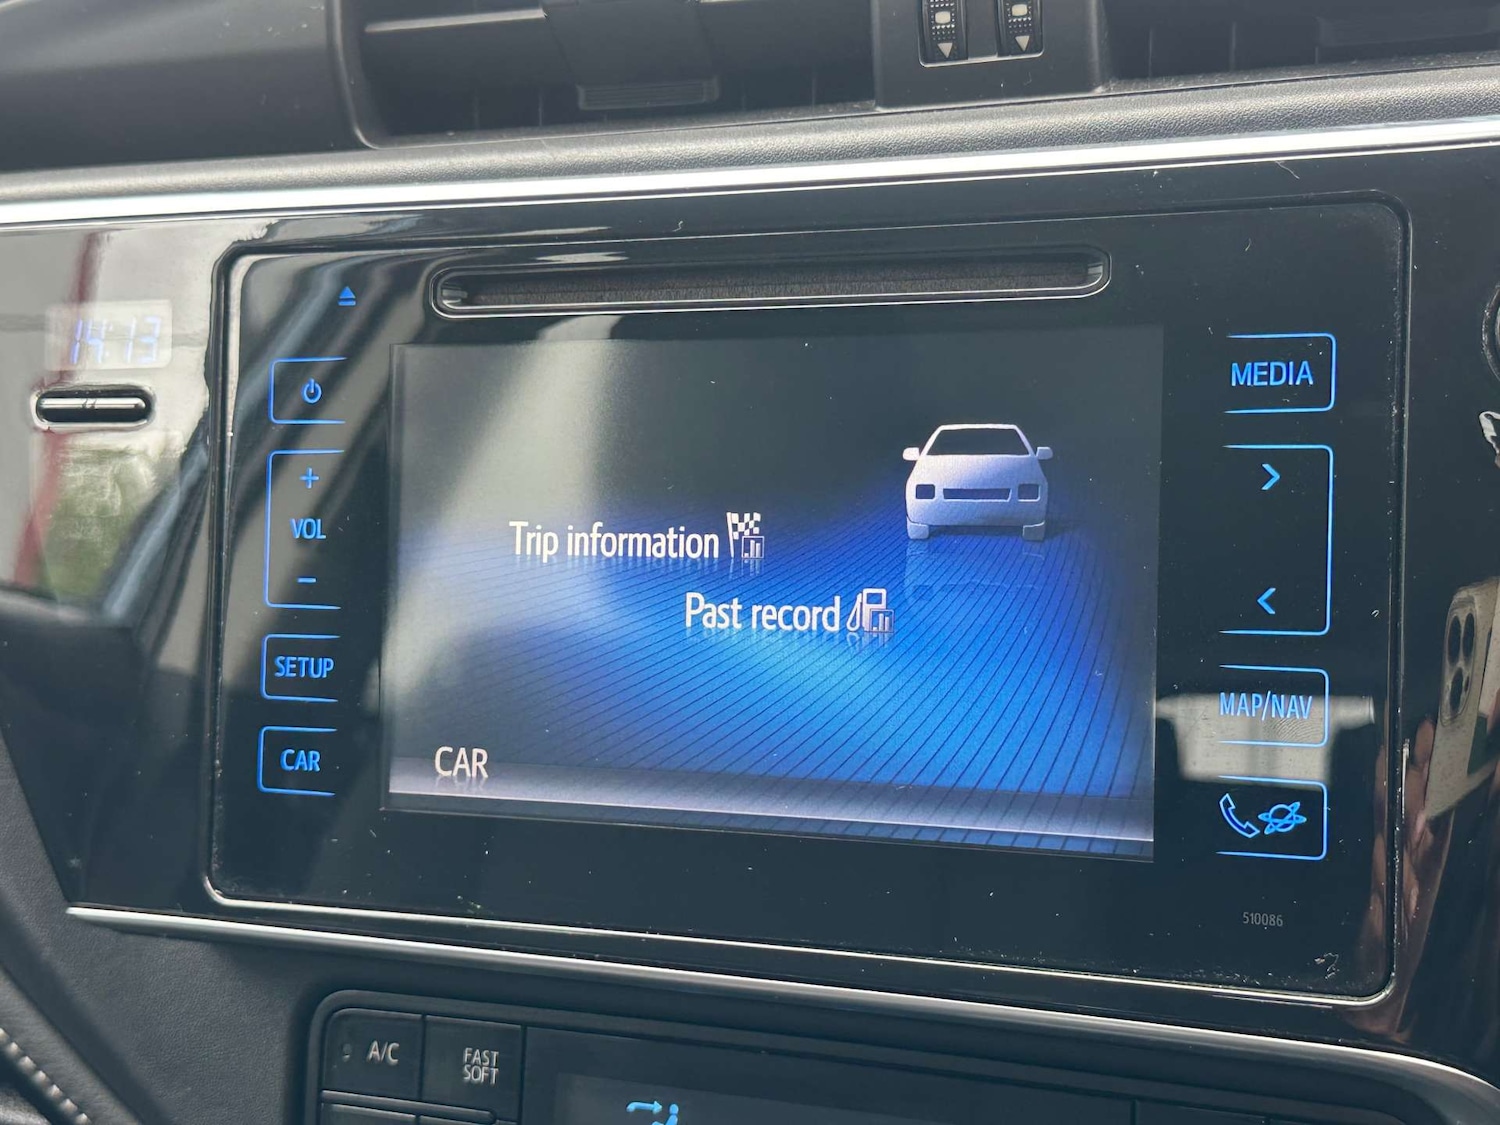 14:13
MEDIA
+
VOL
-
Trip information
Past record
SETUP
MAP/NAV
CAR
CAR
510086
A/C
FAST
SOFT